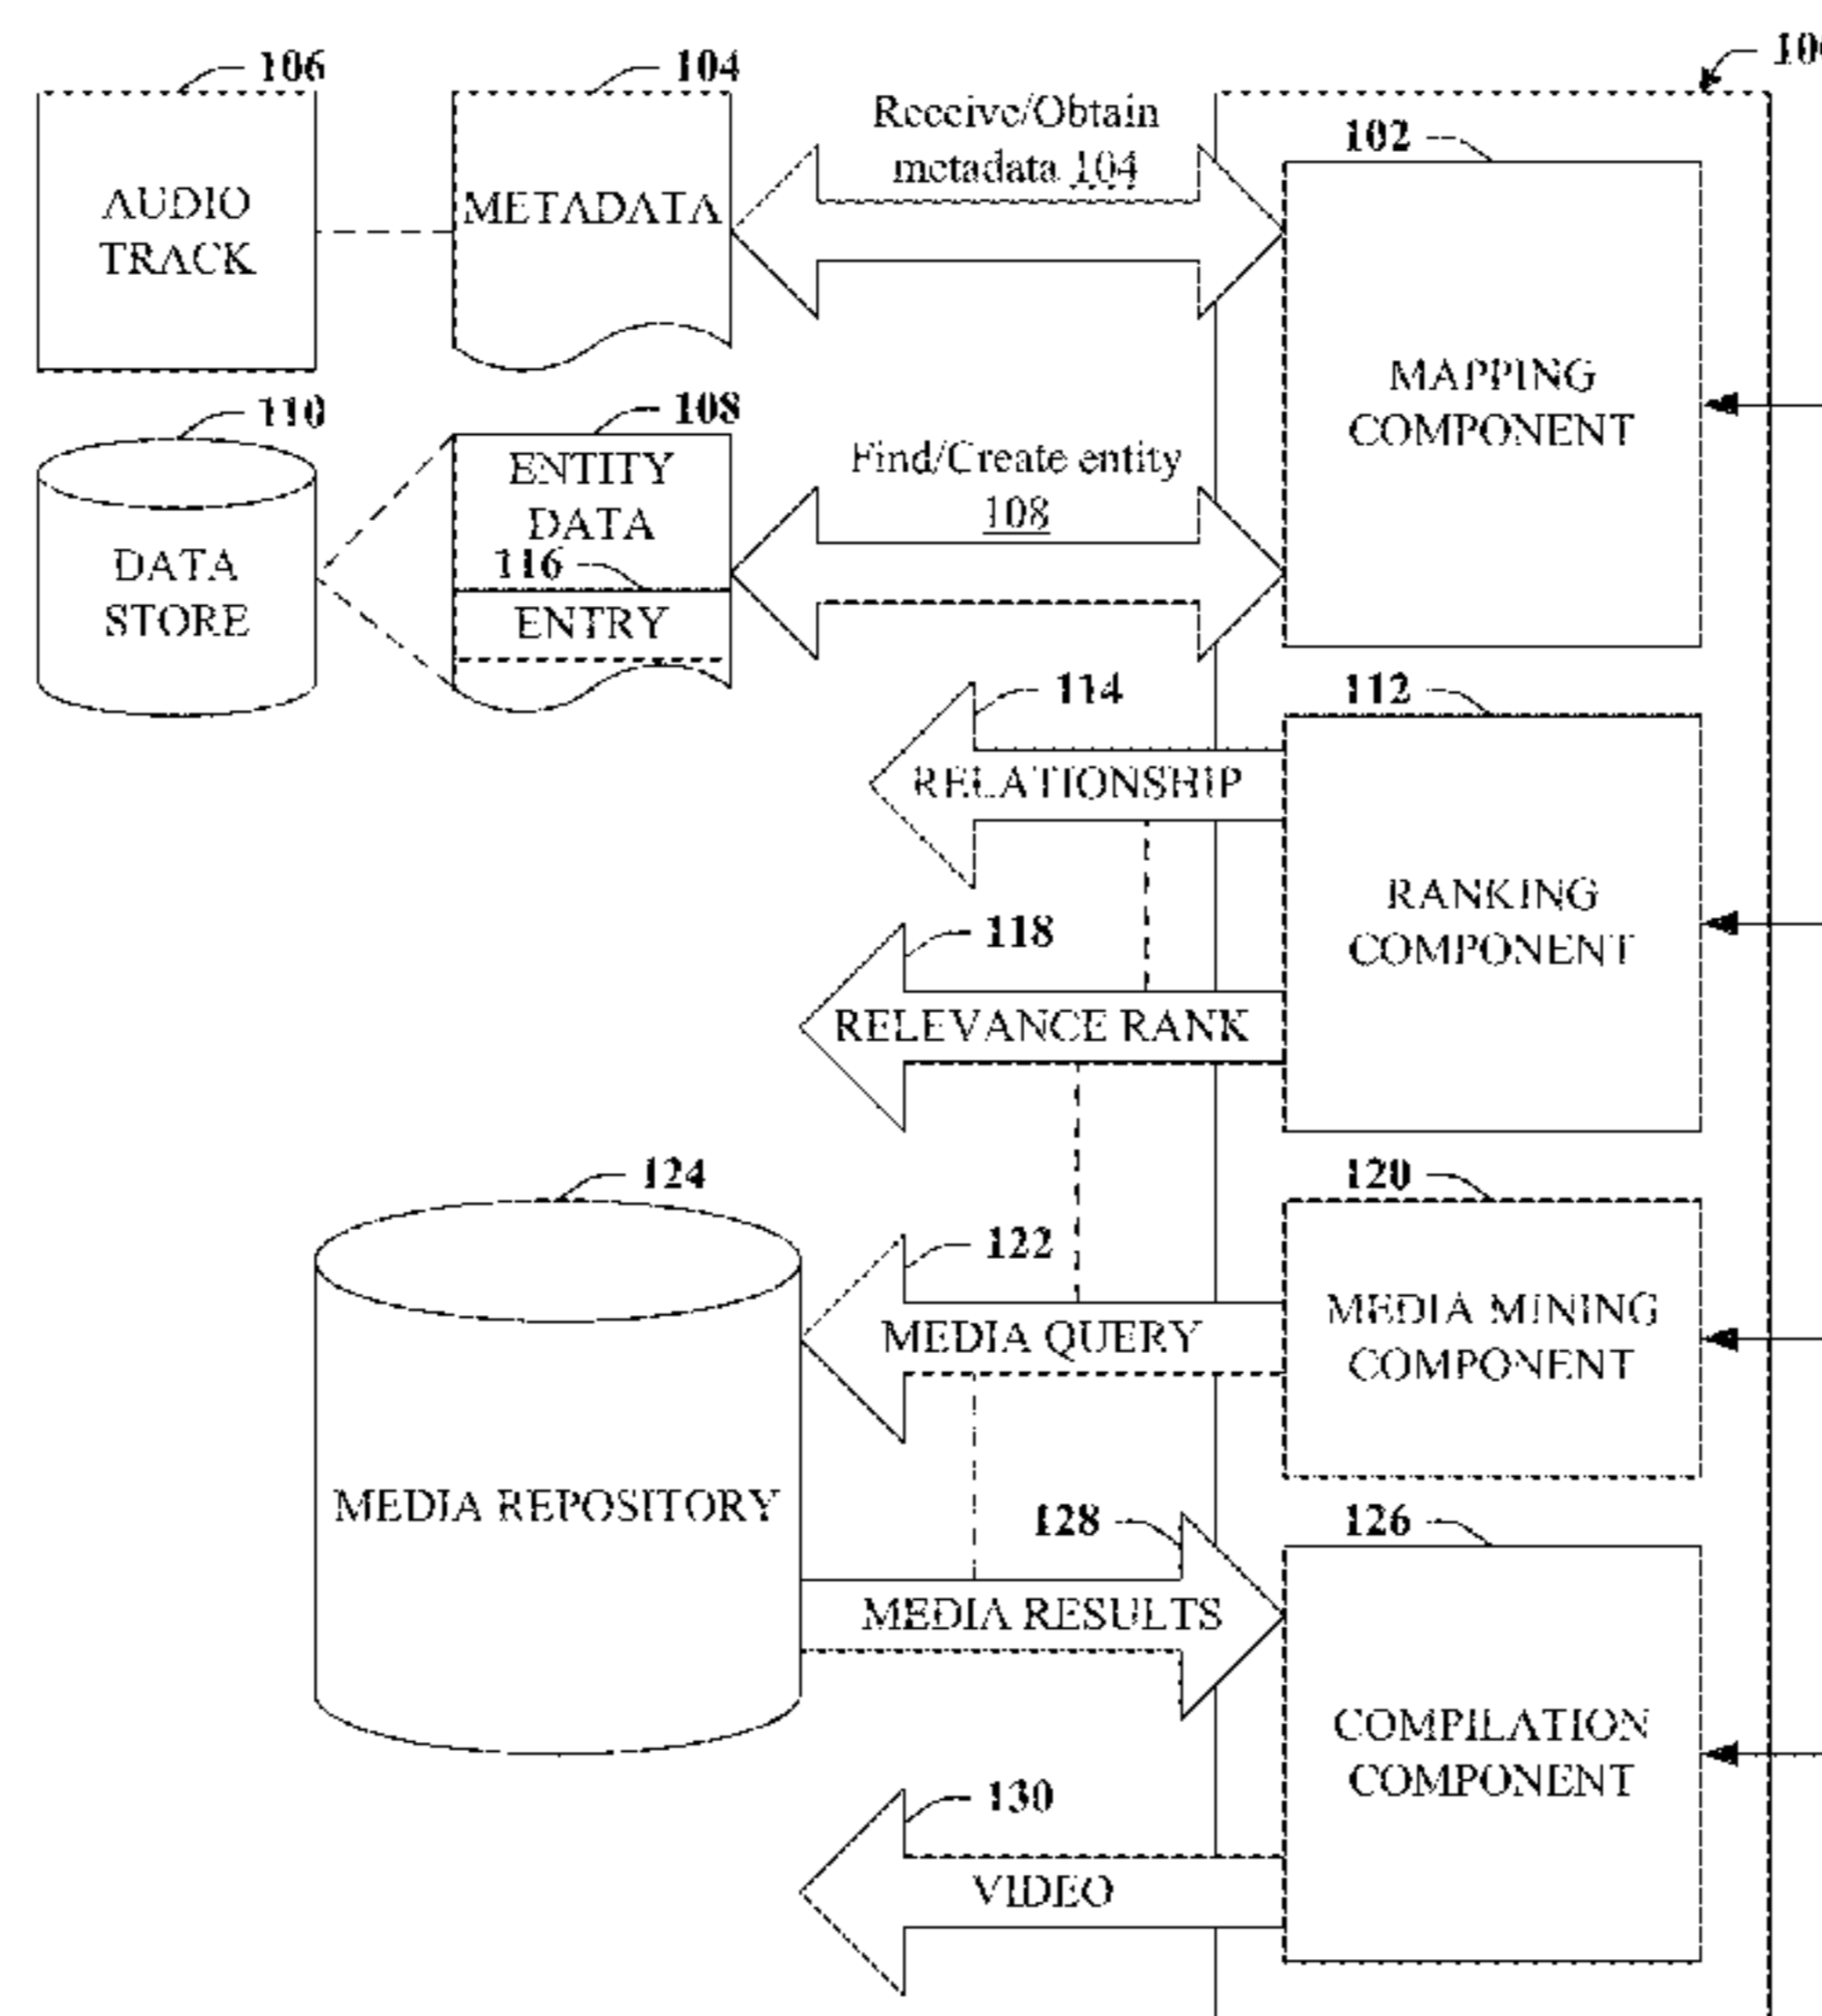 106
104
10
Receive/Obtain
metadata 104
102
AUDIO
TRACK
METADATA
MAPPING
COMPONENT
110
108
ENTITY
DATA
Find/Create entity
108
116
DATA
STORE
ENTRY
114
112
RELATIONSHIP
RANKING
COMPONENT
118
RELEVANCE RANK
124
120
122
MEDIA MINING
COMPONENT
MEDIA QUERY
MEDIA REPOSITORY
128
126
MEDIA RESULTS
COMPILATION
COMPONENT
130
VIDEO